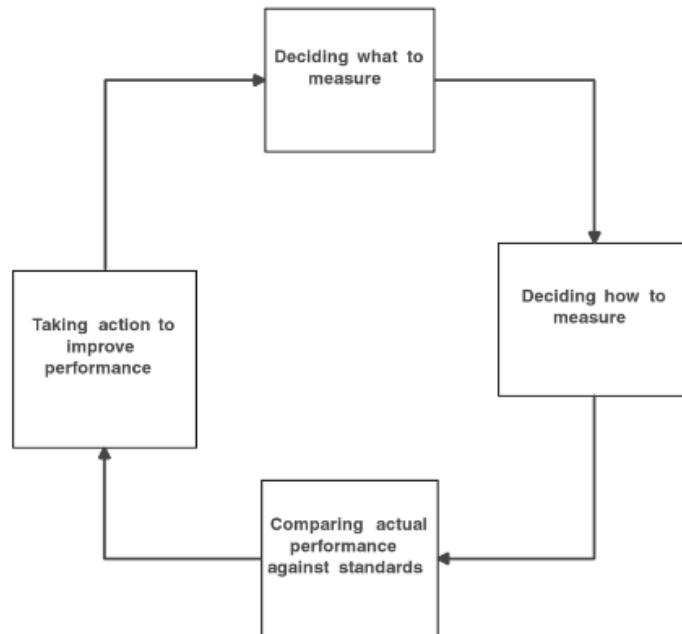 Deciding what to
measure
Deciding how to
measure
Comparing actual
performance
against standards
Taking action to
improve
performance